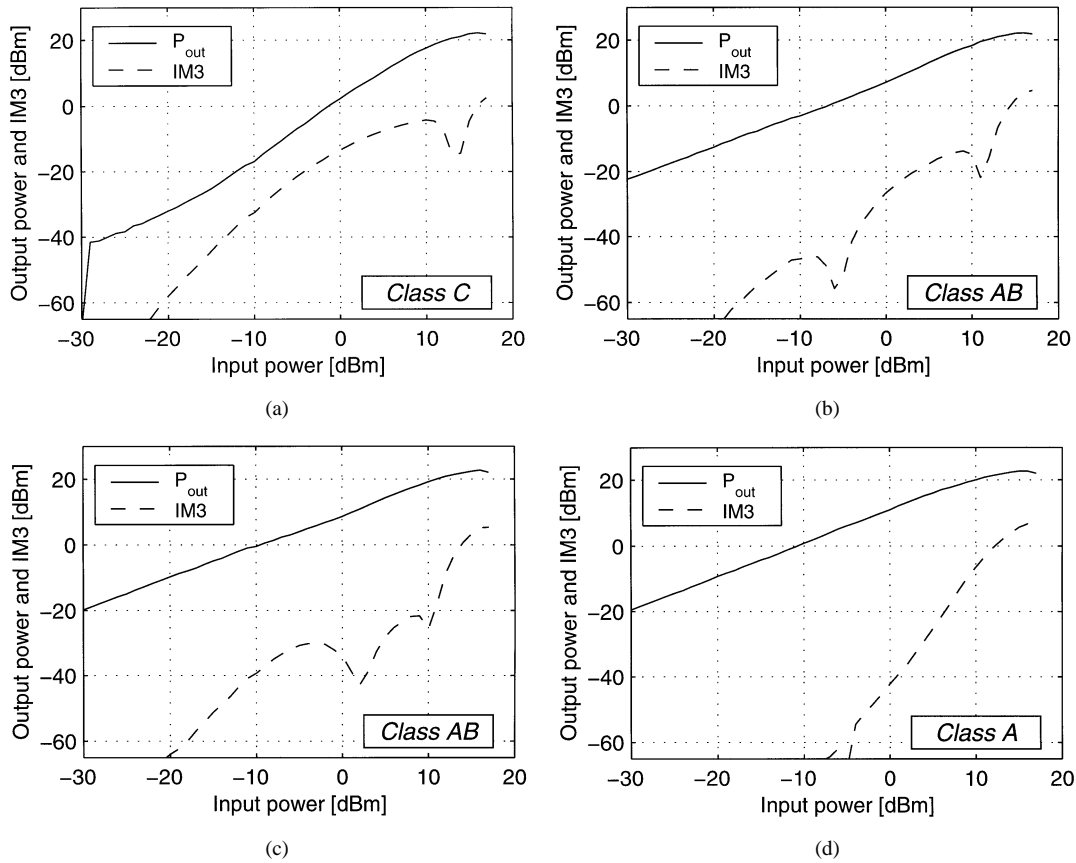 Output power and IM3 [dBm]
20
0
−20
−40
−60
P_out
IM3
Class C
−30 −20 −10 0 10 20
Input power [dBm]
(a)
Output power and IM3 [dBm]
20
0
−20
−40
−60
P_out
IM3
Class AB
−30 −20 −10 0 10 20
Input power [dBm]
(b)
Output power and IM3 [dBm]
20
0
−20
−40
−60
P_out
IM3
Class AB
−30 −20 −10 0 10 20
Input power [dBm]
(c)
Output power and IM3 [dBm]
20
0
−20
−40
−60
P_out
IM3
Class A
−30 −20 −10 0 10 20
Input power [dBm]
(d)